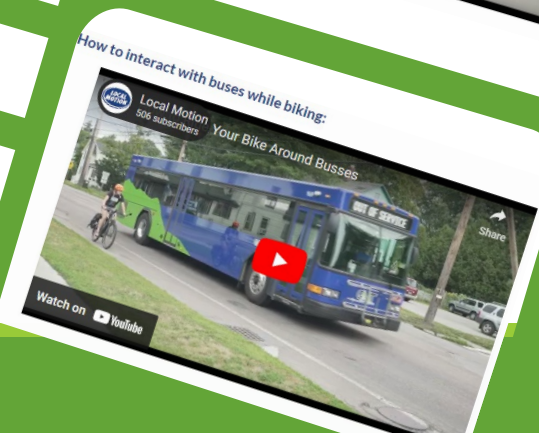 How to interact with buses while biking:
LOCAL
MOTION
Local Motion
506 subscribers
Your Bike Around Busses
OUT OF SERVICE
Share
Watch on YouTube